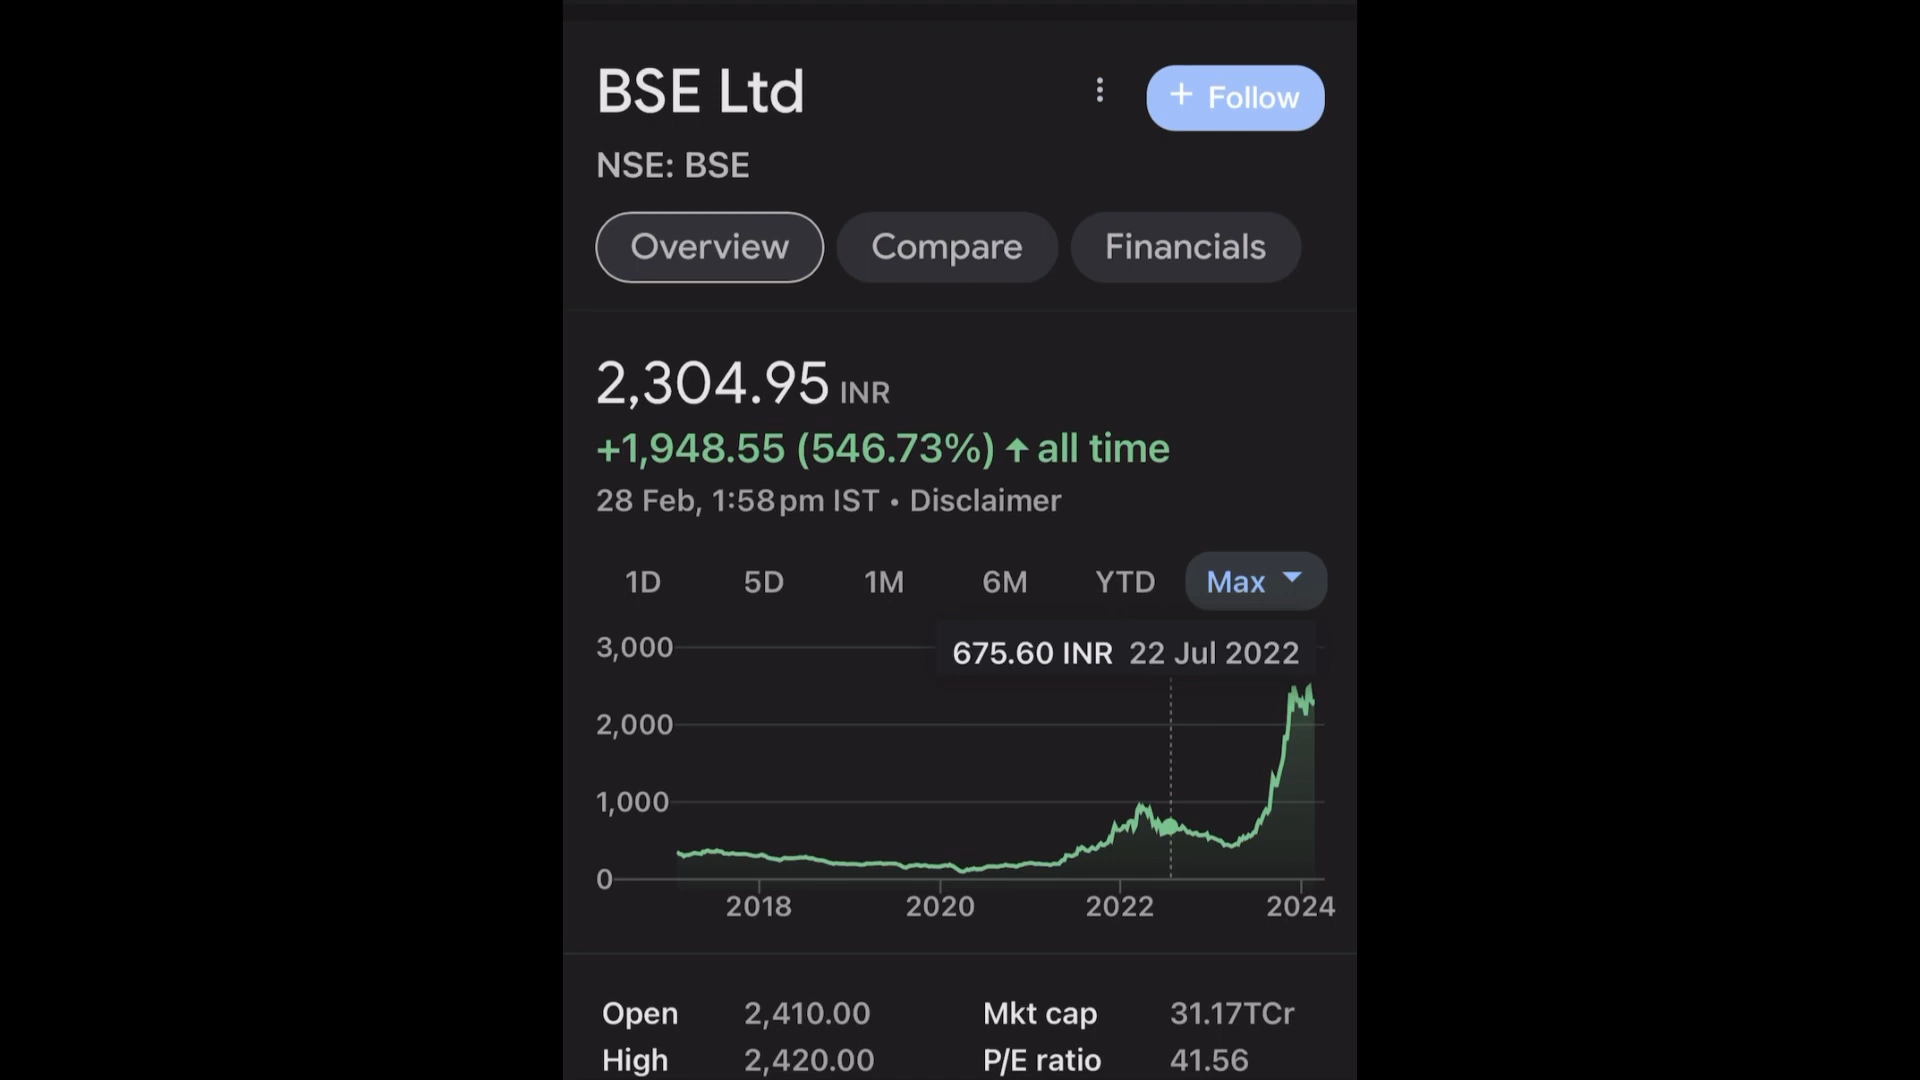 BSE Ltd
+ Follow
NSE: BSE
Overview Compare Financials
2,304.95 INR
+1,948.55 (546.73%) ↑ all time
28 Feb, 1:58 pm IST • Disclaimer
1D 5D 1M 6M YTD Max
675.60 INR 22 Jul 2022
3,000
2,000
1,000
0
2018 2020 2022 2024
Open 2,410.00 Mkt cap 31.17TCr
High 2,420.00 P/E ratio 41.56